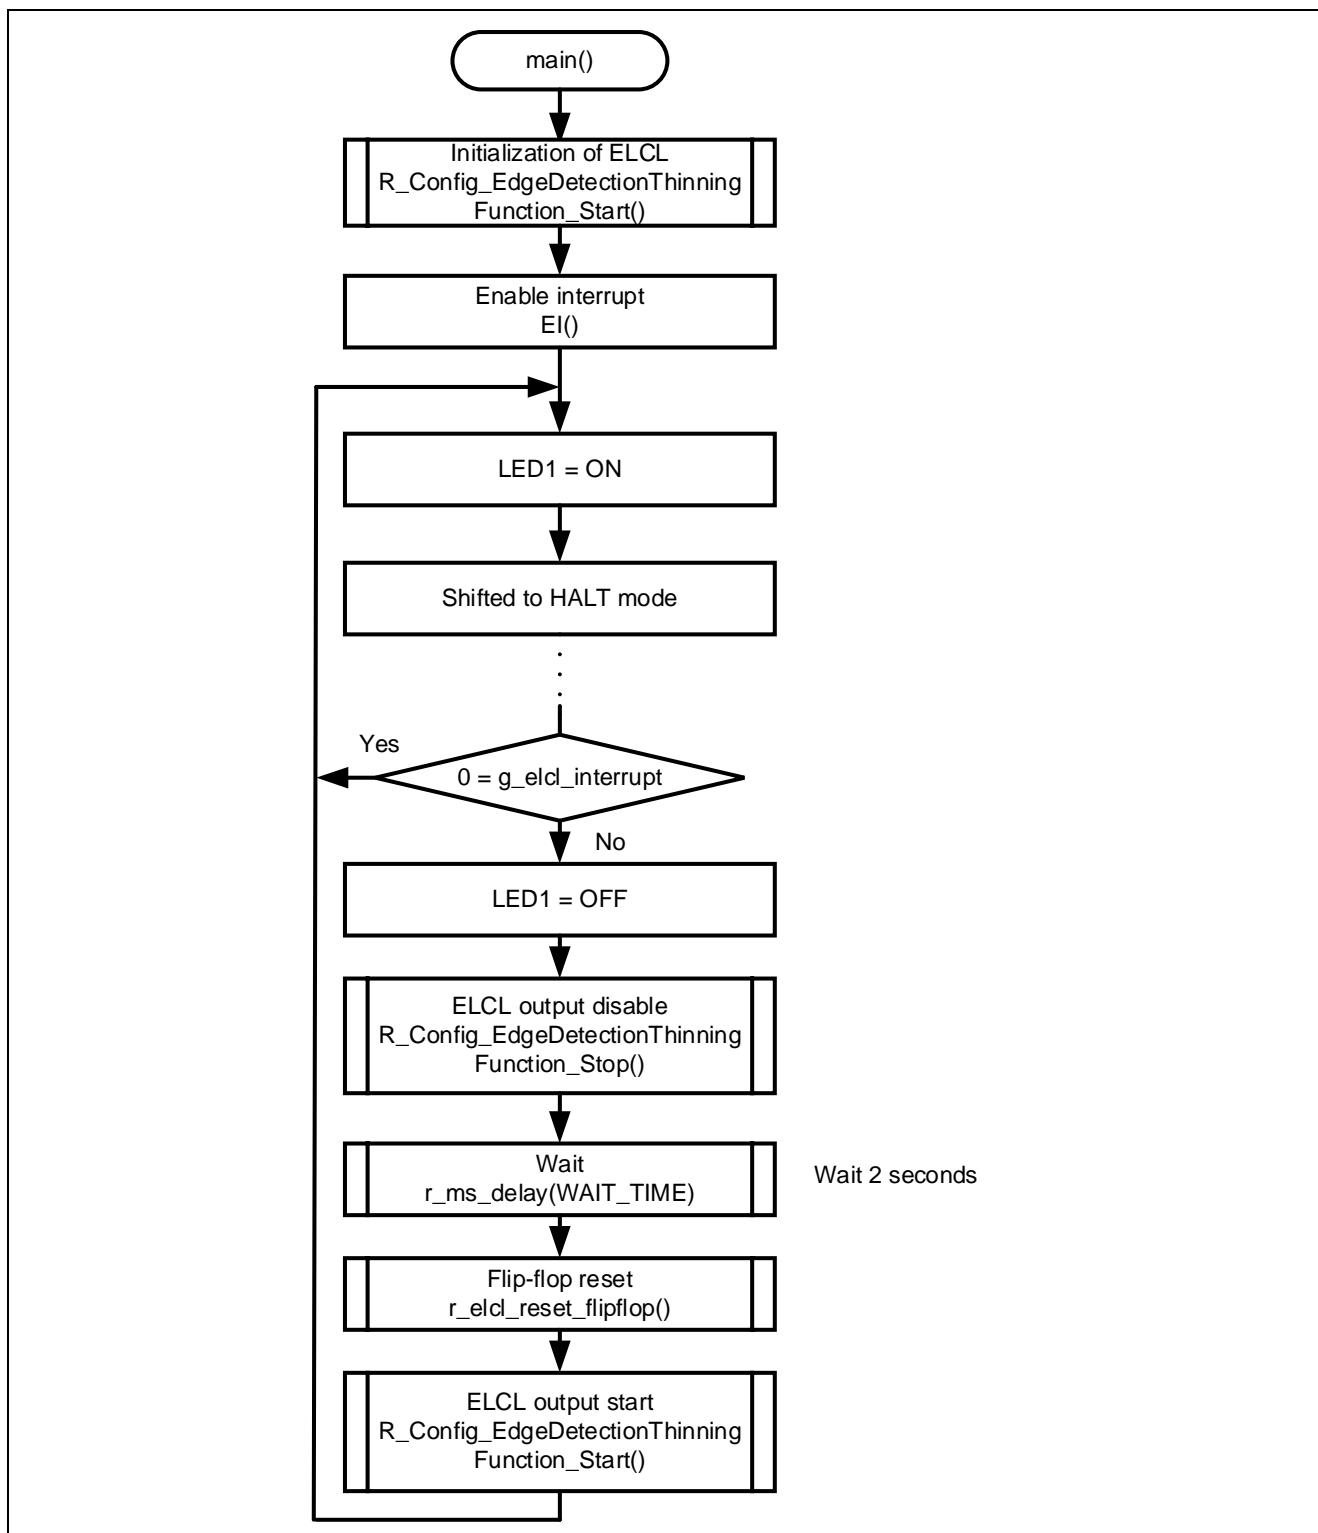 main()
Initialization of ELCL
R_Config_EdgeDetectionThinning
Function_Start()
Enable interrupt
EI()
LED1 = ON
Shifted to HALT mode
Yes
0 = g_elcl_interrupt
No
LED1 = OFF
ELCL output disable
R_Config_EdgeDetectionThinning
Function_Stop()
Wait
r_ms_delay(WAIT_TIME)
Wait 2 seconds
Flip-flop reset
r_elcl_reset_flipflop()
ELCL output start
R_Config_EdgeDetectionThinning
Function_Start()